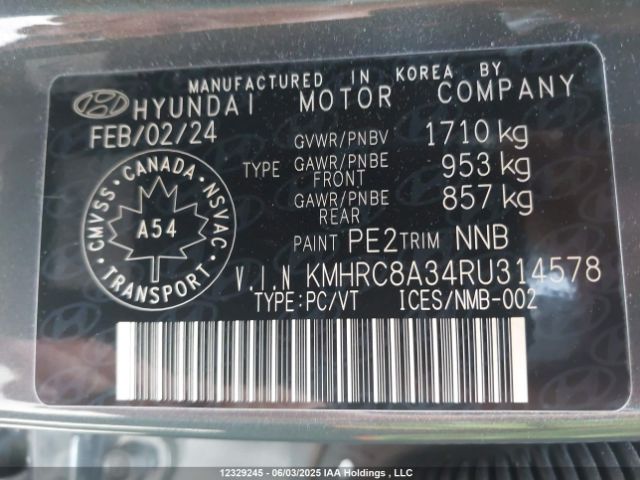 MANUFACTURED IN KOREA BY
HYUNDAI MOTOR COMPANY
FEB/02/24
GVWR/PNBV 1710 kg
TYPE GAWR/PNBE FRONT 953 kg
GAWR/PNBE REAR 857 kg
PAINT PE2 TRIM NNB
CMVSS · CANADA · NSVAC
A54
TRANSPORT
V.I.N KMHRC8A34RU314578
TYPE:PC/VT ICES/NMB-002
12329245 - 06/03/2025 IAA Holdings , LLC